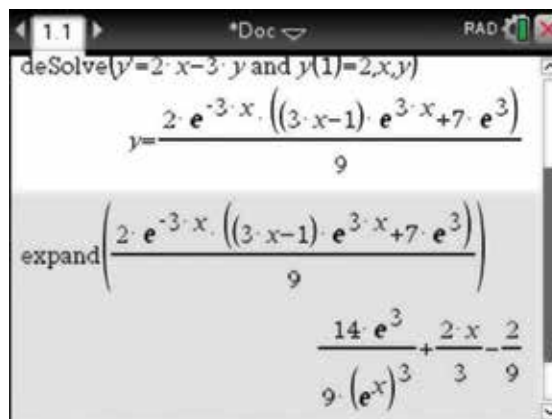 1.1 *Doc RAD
deSolve(y'=2·x−3·y and y(1)=2,x,y)
y=2·e^-3·x·((3·x−1)·e^3·x+7·e^3)/9
expand(2·e^-3·x·((3·x−1)·e^3·x+7·e^3)/9)
14·e^3/9·(e^x)^3+2·x/3−2/9